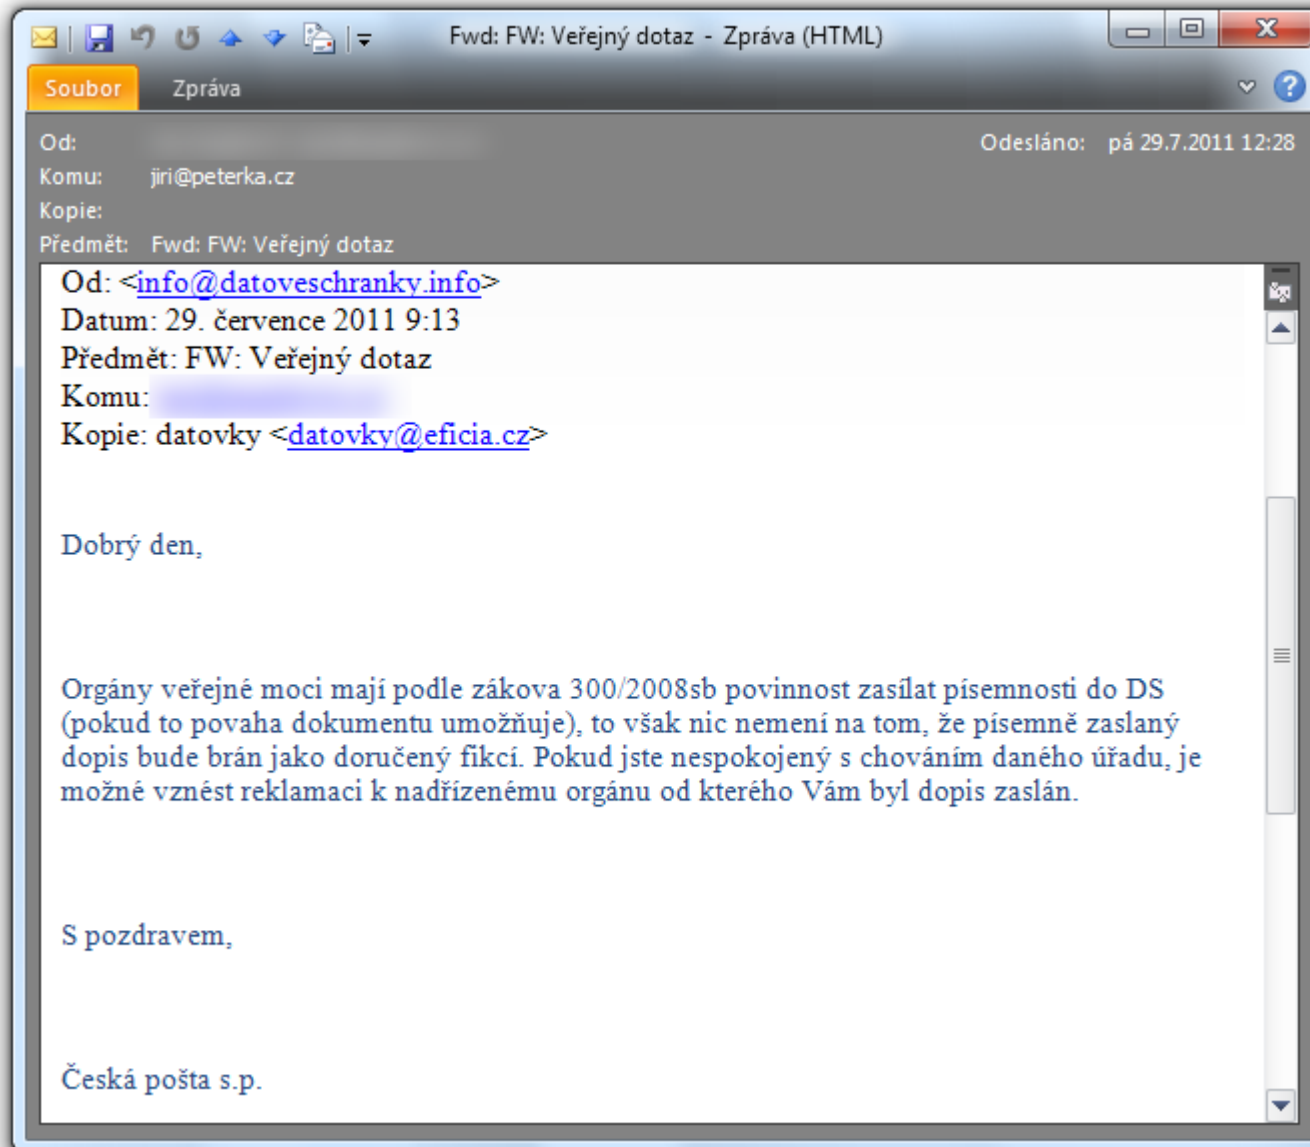 Fwd: FW: Veřejný dotaz - Zpráva (HTML)
Soubor Zpráva
Od:
Odesláno: pá 29.7.2011 12:28
Komu: jiri@peterka.cz
Kopie:
Předmět: Fwd: FW: Veřejný dotaz
Od: <info@datoveschranky.info>
Datum: 29. července 2011 9:13
Předmět: FW: Veřejný dotaz
Komu:
Kopie: datovky <datovky@eficia.cz>
Dobrý den,
Orgány veřejné moci mají podle zákova 300/2008sb povinnost zasílat písemnosti do DS
(pokud to povaha dokumentu umožňuje), to však nic nemení na tom, že písemně zaslaný
dopis bude brán jako doručený fikcí. Pokud jste nespokojený s chováním daného úřadu, je
možné vznést reklamaci k nadřízenému orgánu od kterého Vám byl dopis zaslán.
S pozdravem,
Česká pošta s.p.